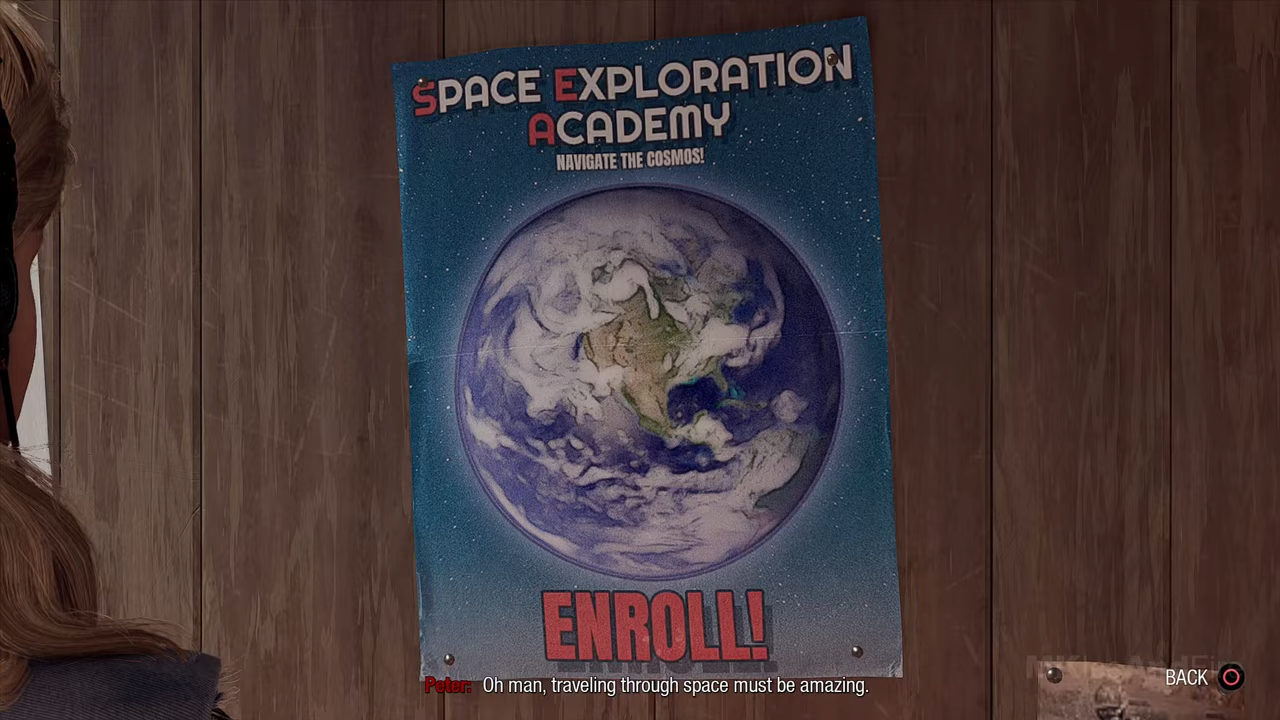 SPACE EXPLORATION
ACADEMY
NAVIGATE THE COSMOS!
ENROLL!
Peter: Oh man, traveling through space must be amazing.
BACK